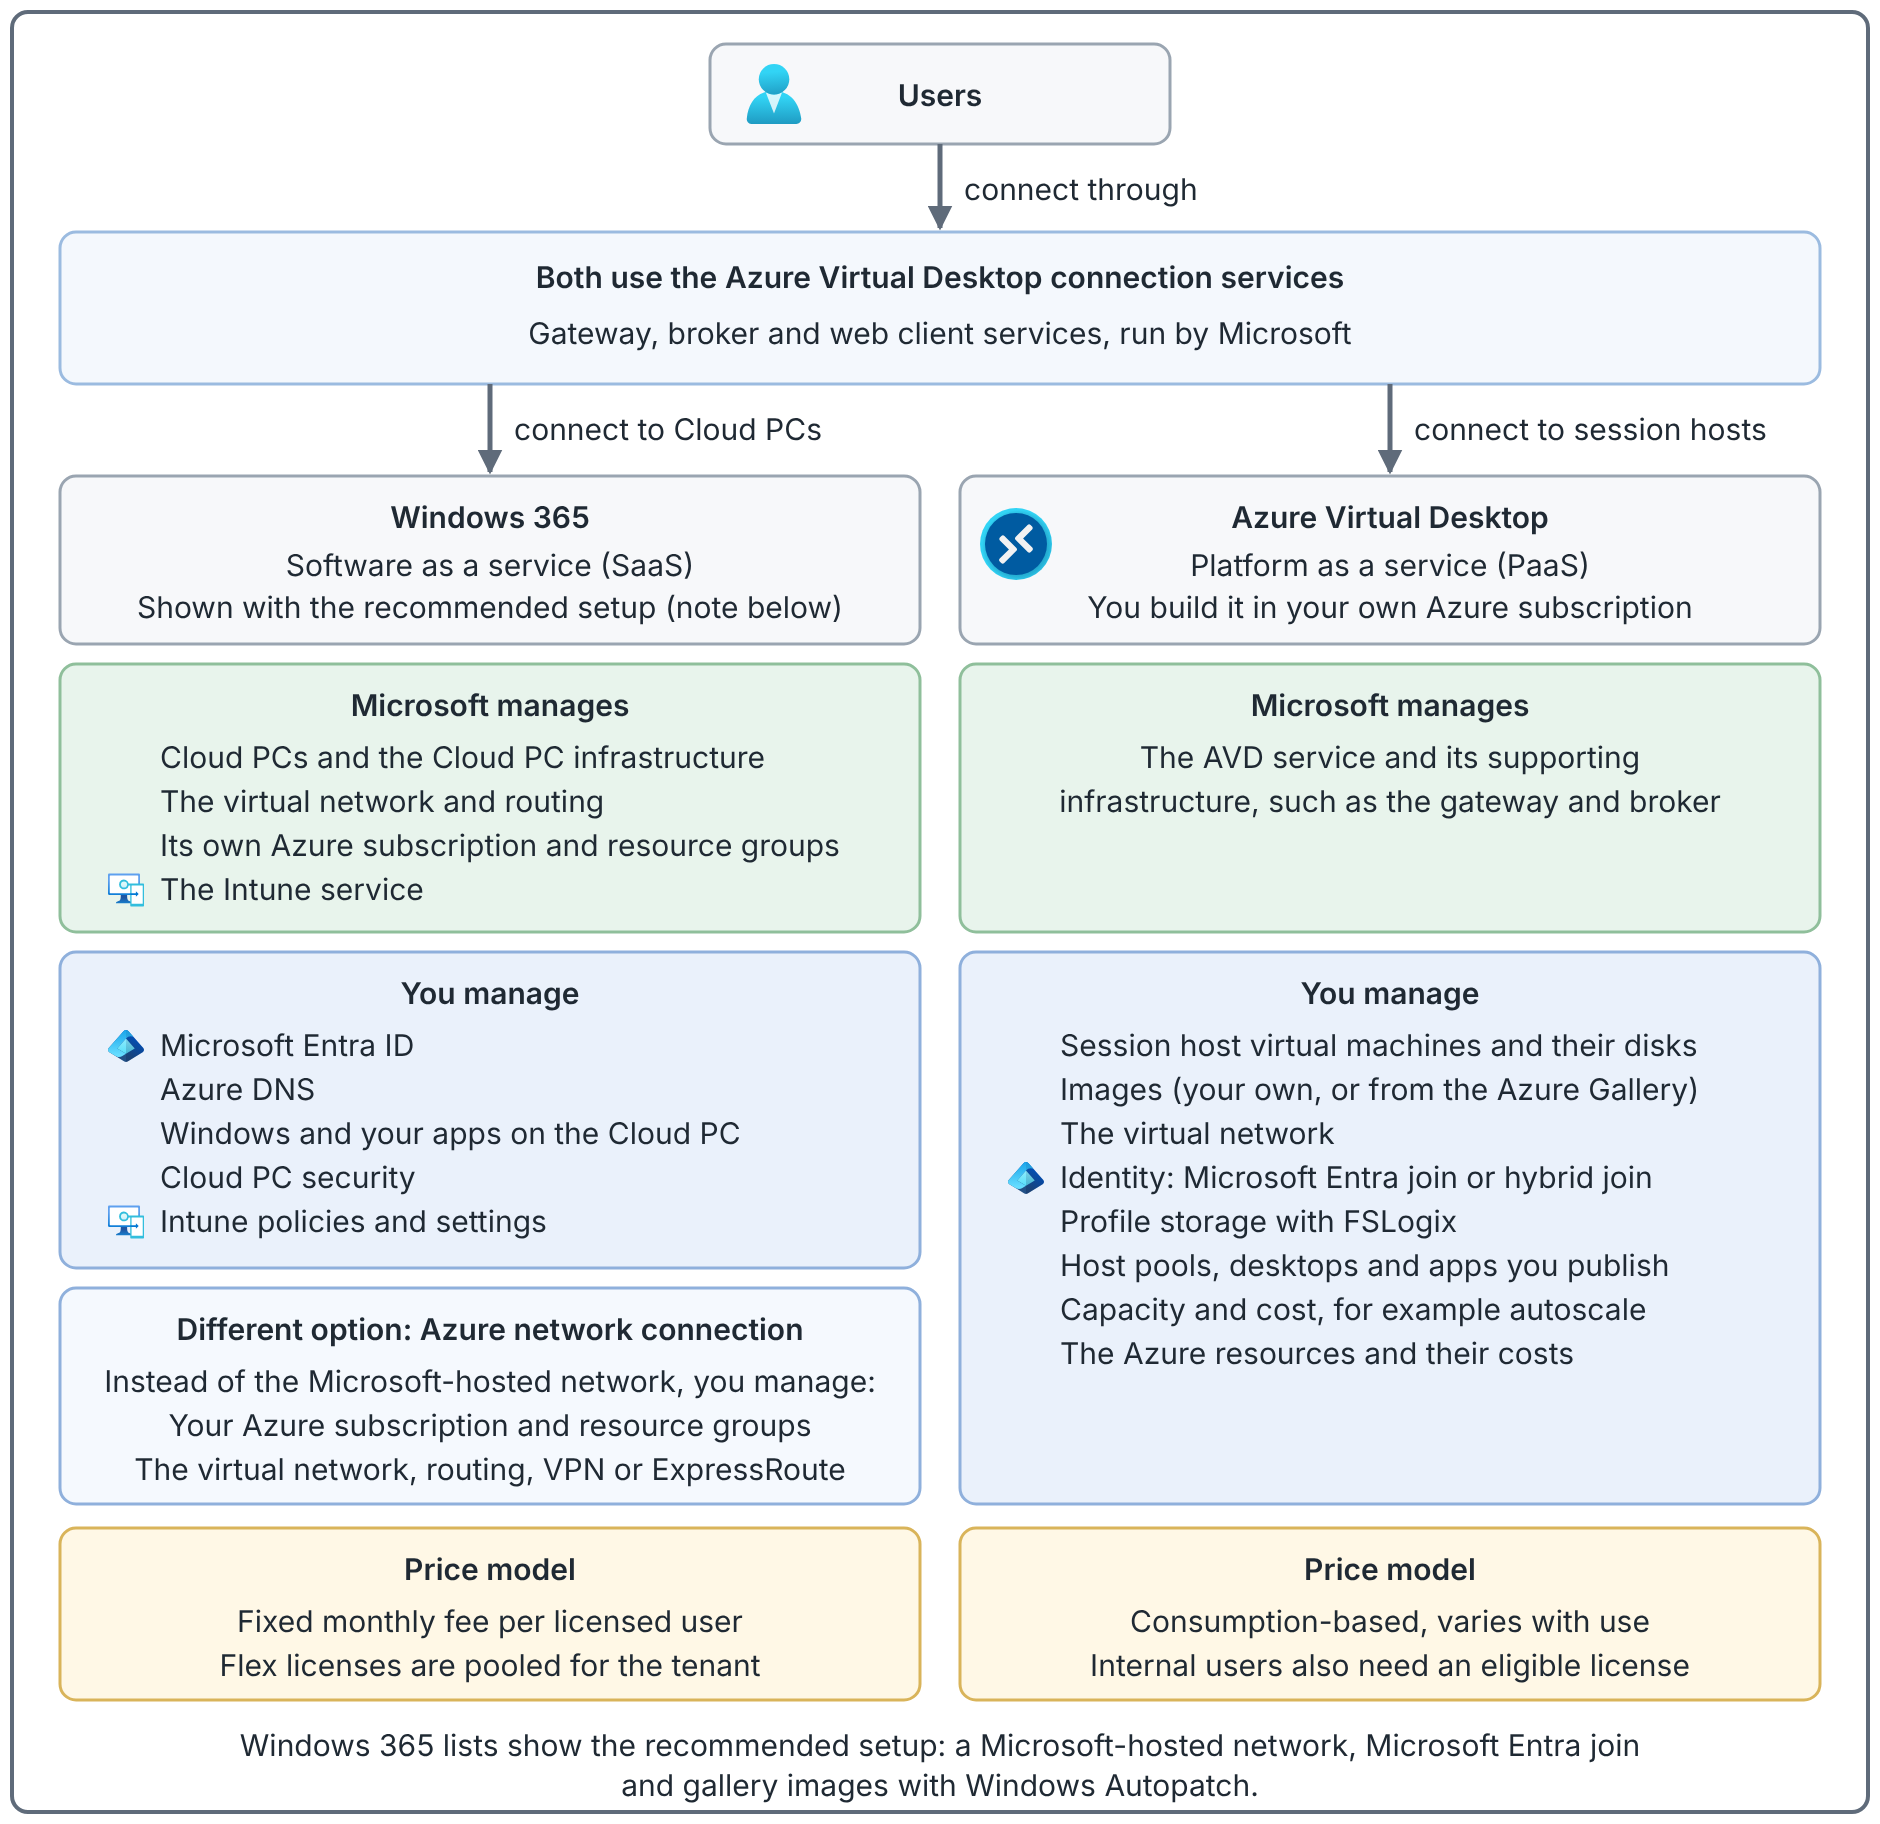 Users
connect through
Both use the Azure Virtual Desktop connection services
Gateway, broker and web client services, run by Microsoft
connect to Cloud PCs
connect to session hosts
Windows 365
Software as a service (SaaS)
Shown with the recommended setup (note below)
Azure Virtual Desktop
Platform as a service (PaaS)
You build it in your own Azure subscription
Microsoft manages
Cloud PCs and the Cloud PC infrastructure
The virtual network and routing
Its own Azure subscription and resource groups
The Intune service
Microsoft manages
The AVD service and its supporting
infrastructure, such as the gateway and broker
You manage
Microsoft Entra ID
Azure DNS
Windows and your apps on the Cloud PC
Cloud PC security
Intune policies and settings
Different option: Azure network connection
Instead of the Microsoft-hosted network, you manage:
Your Azure subscription and resource groups
The virtual network, routing, VPN or ExpressRoute
You manage
Session host virtual machines and their disks
Images (your own, or from the Azure Gallery)
The virtual network
Identity: Microsoft Entra join or hybrid join
Profile storage with FSLogix
Host pools, desktops and apps you publish
Capacity and cost, for example autoscale
The Azure resources and their costs
Price model
Fixed monthly fee per licensed user
Flex licenses are pooled for the tenant
Price model
Consumption-based, varies with use
Internal users also need an eligible license
Windows 365 lists show the recommended setup: a Microsoft-hosted network, Microsoft Entra join
and gallery images with Windows Autopatch.